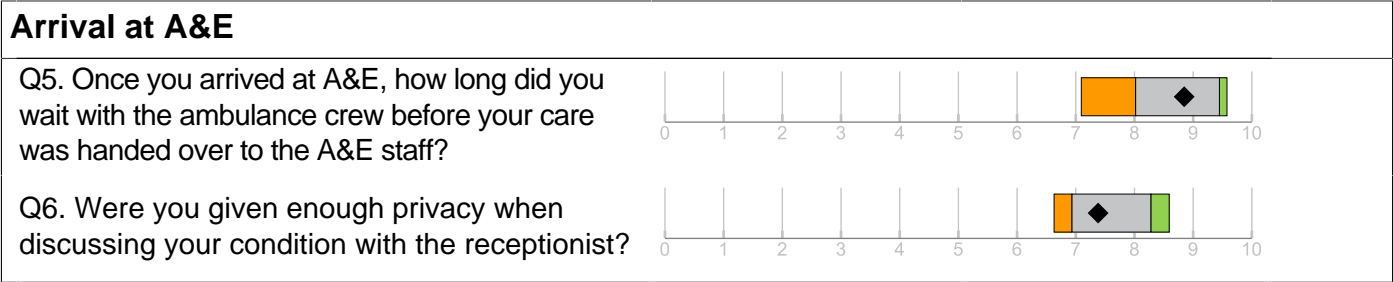 Arrival at A&E
Q5. Once you arrived at A&E, how long did you
wait with the ambulance crew before your care
was handed over to the A&E staff?
0 1 2 3 4 5 6 7 8 9 10
Q6. Were you given enough privacy when
discussing your condition with the receptionist?
0 1 2 3 4 5 6 7 8 9 10